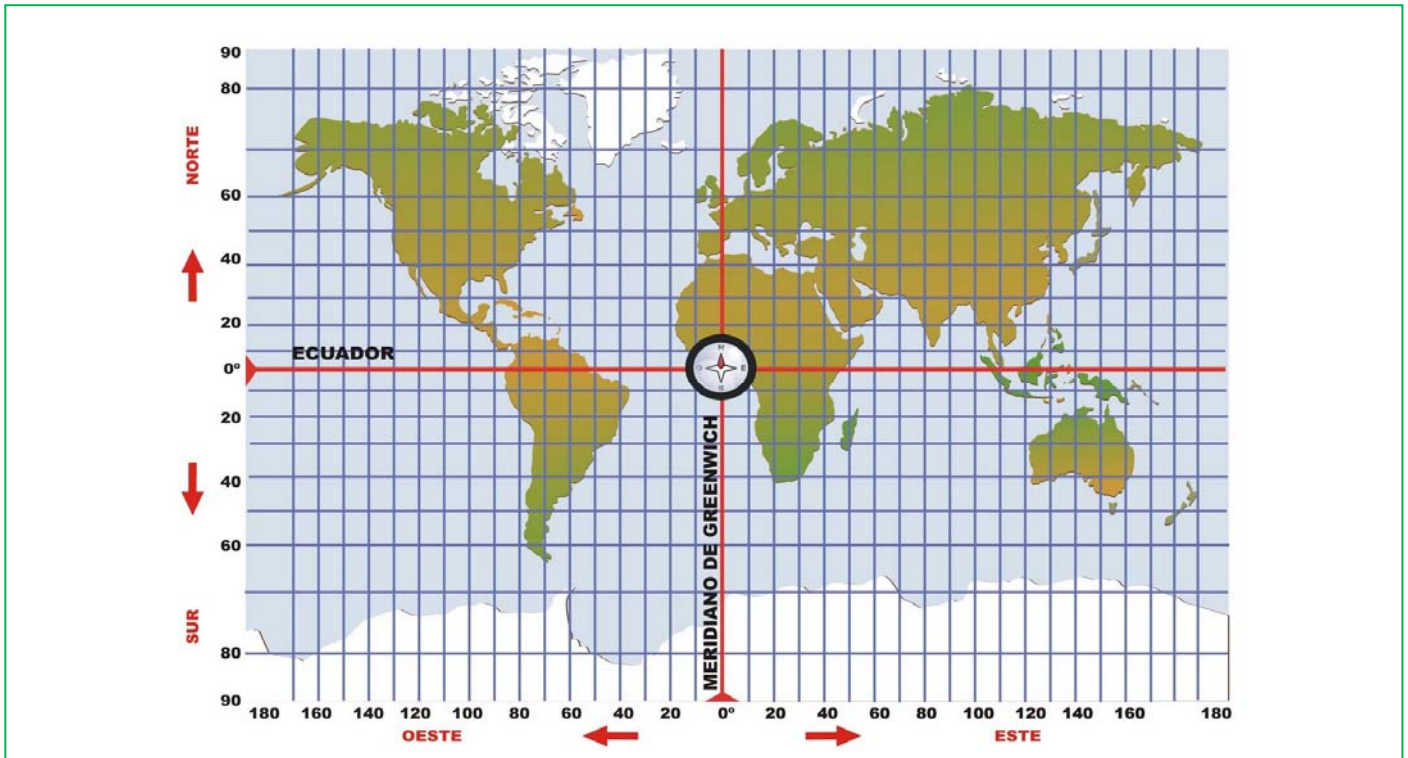 90
80
NORTE
60
40
20
ECUADOR
0º
N
O E
S
20
40
60
SUR
80
90
MERIDIANO DE GREENWICH
180 160 140 120 100 80 60 40 20 0º 20 40 60 80 100 120 140 160 180
OESTE ESTE